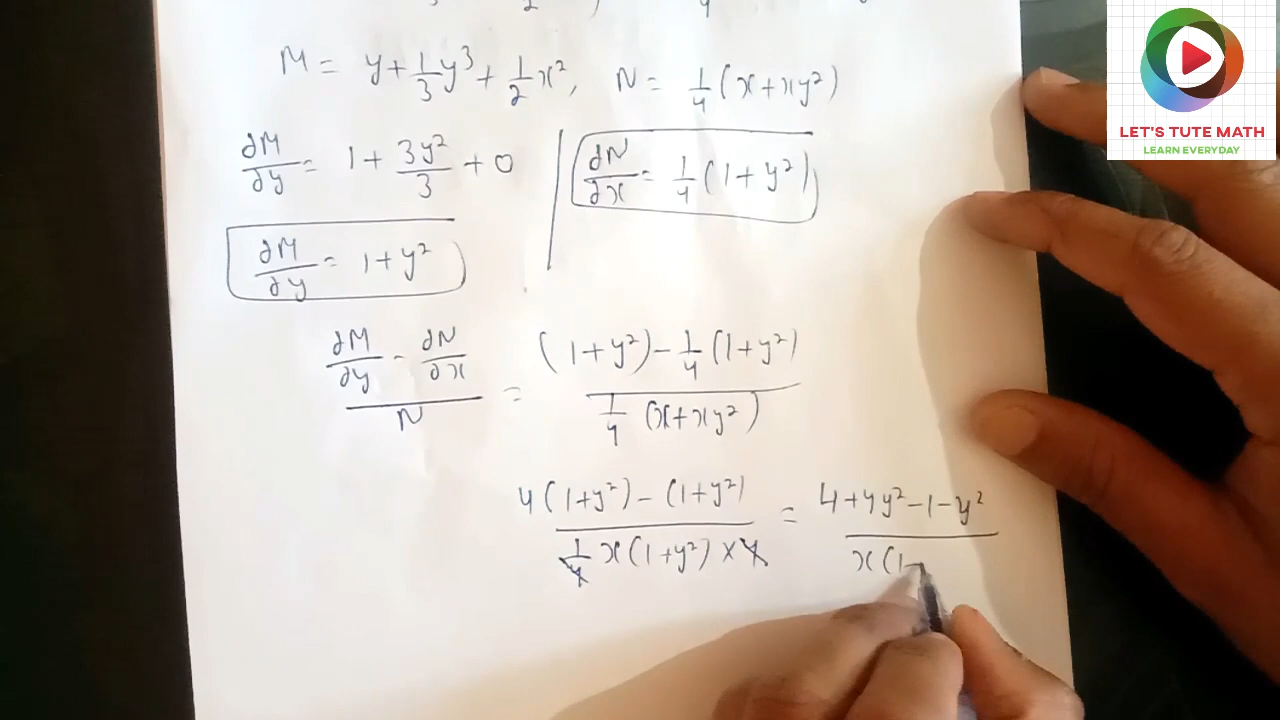 M = y + 1/3 y³ + 1/2 x², N = 1/4 (x + xy²)
∂M/∂y = 1 + 3y²/3 + 0
∂N/∂x = 1/4 (1 + y²)
∂M/∂y = 1 + y²
(∂M/∂y - ∂N/∂x)/N = ((1 + y²) - 1/4 (1 + y²))/(1/4 (x + xy²))
(4(1 + y²) - (1 + y²))/(1/4 x(1 + y²) × 4) = (4 + 4y² - 1 - y²)/(x(1
LET'S TUTE MATH
LEARN EVERYDAY